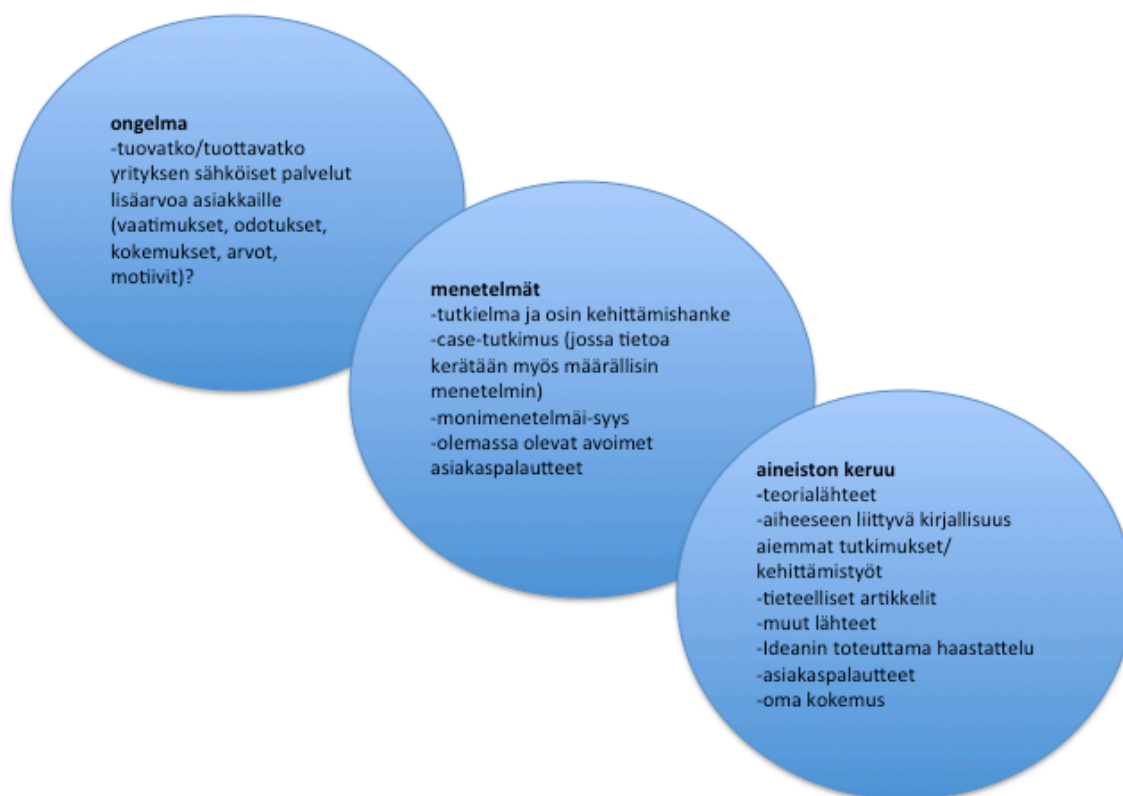 ongelma
-tuovatko/tuottavatko
yrityksen sähköiset palvelut
lisäarvoa asiakkaille
(vaatimukset, odotukset,
kokemukset, arvot,
motiivit)?
menetelmät
-tutkielma ja osin kehittämishanke
-case-tutkimus (jossa tietoa
kerätään myös määrällisin
menetelmin)
-monimenetelmäi-syys
-olemassa olevat avoimet
asiakaspalautteet
aineiston keruu
-teorialähteet
-aiheeseen liittyvä kirjallisuus
aiemmat tutkimukset/
kehittämistyöt
-tieteelliset artikkelit
-muut lähteet
-Ideanin toteuttama haastattelu
-asiakaspalautteet
-oma kokemus